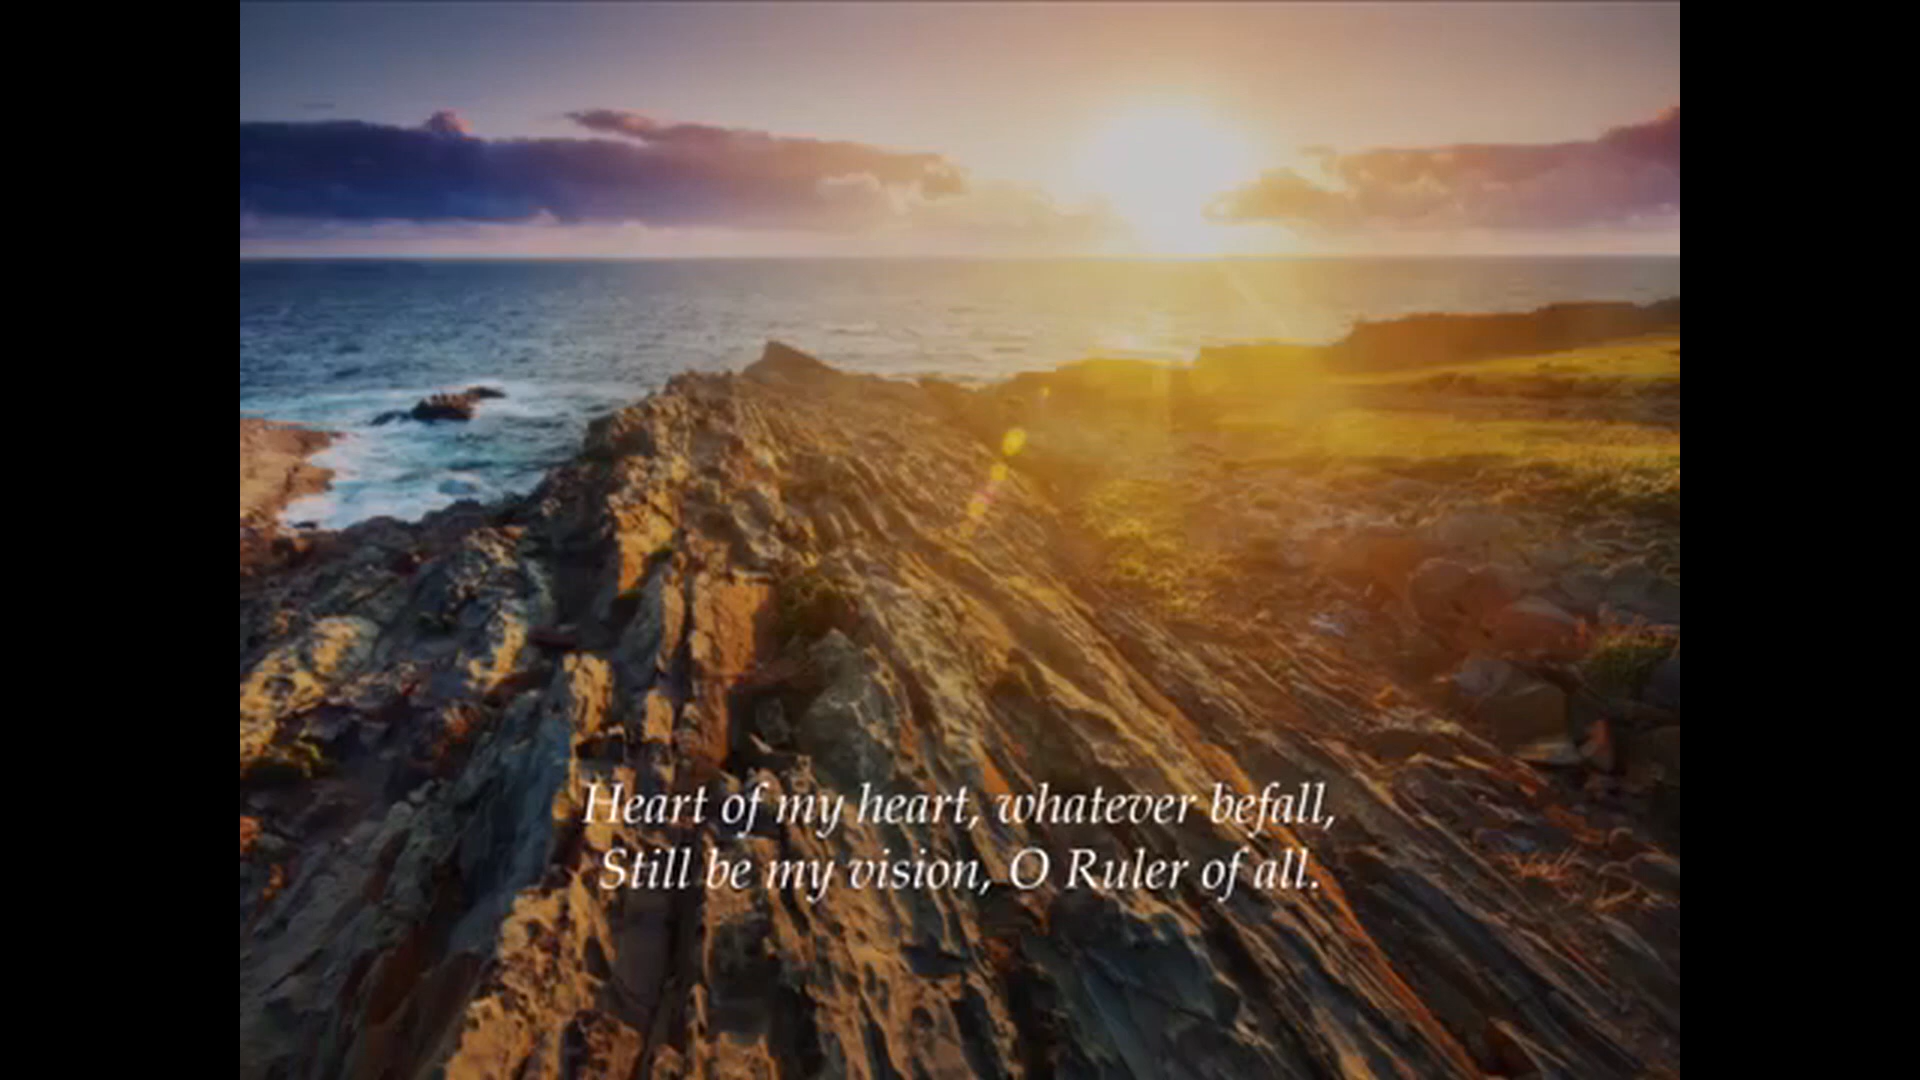 Heart of my heart, whatever befall,
Still be my vision, O Ruler of all.